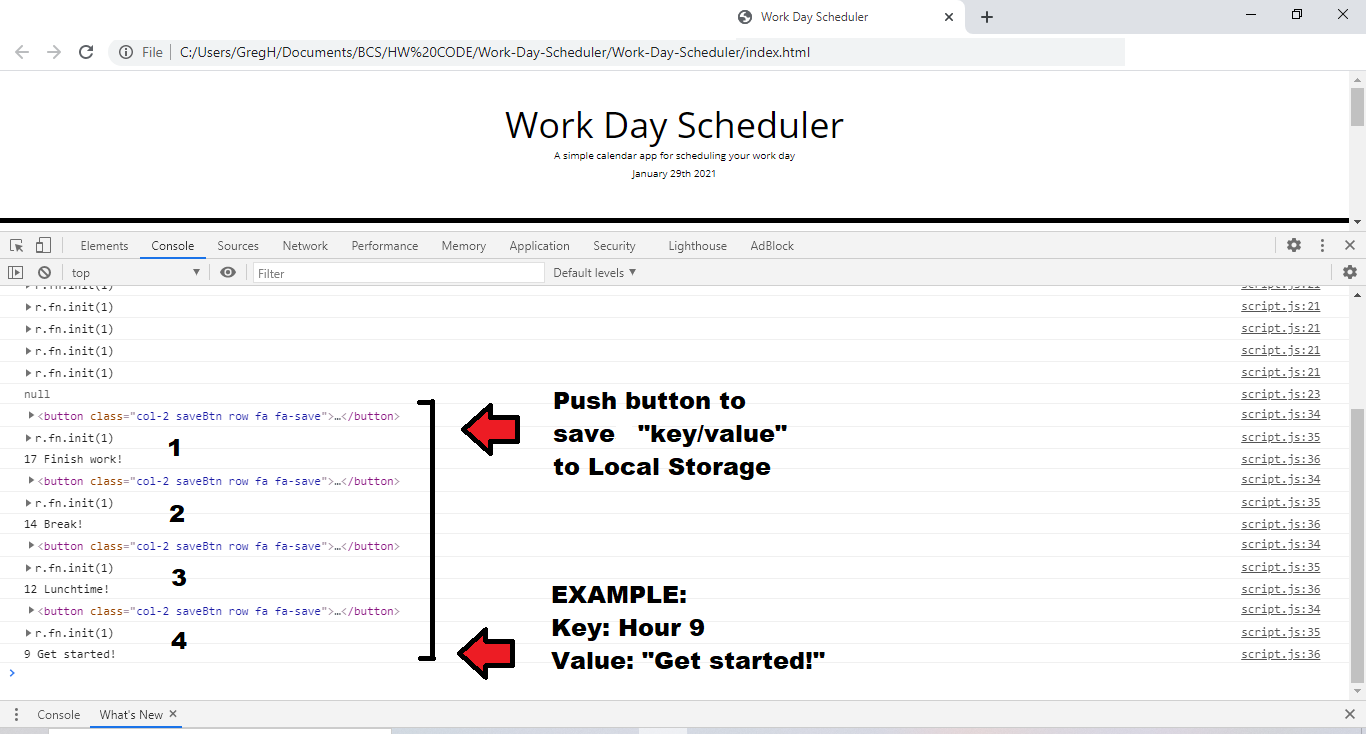 Work Day Scheduler
File C:/Users/GregH/Documents/BCS/HW%20CODE/Work-Day-Scheduler/Work-Day-Scheduler/index.html
Work Day Scheduler
A simple calendar app for scheduling your work day
January 29th 2021
Elements Console Sources Network Performance Memory Application Security Lighthouse AdBlock
top Filter Default levels
r.fn.init(1) script.js:21
r.fn.init(1) script.js:21
r.fn.init(1) script.js:21
r.fn.init(1) script.js:21
r.fn.init(1) script.js:21
null script.js:23
<button class="col-2 saveBtn row fa fa-save">…</button> script.js:34
r.fn.init(1) script.js:35
1
17 Finish work! script.js:36
<button class="col-2 saveBtn row fa fa-save">…</button> script.js:34
r.fn.init(1) script.js:35
2
14 Break! script.js:36
<button class="col-2 saveBtn row fa fa-save">…</button> script.js:34
r.fn.init(1) script.js:35
3
12 Lunchtime! script.js:36
<button class="col-2 saveBtn row fa fa-save">…</button> script.js:34
r.fn.init(1) script.js:35
4
9 Get started! script.js:36
Push button to
save "key/value"
to Local Storage
EXAMPLE:
Key: Hour 9
Value: "Get started!"
Console What's New